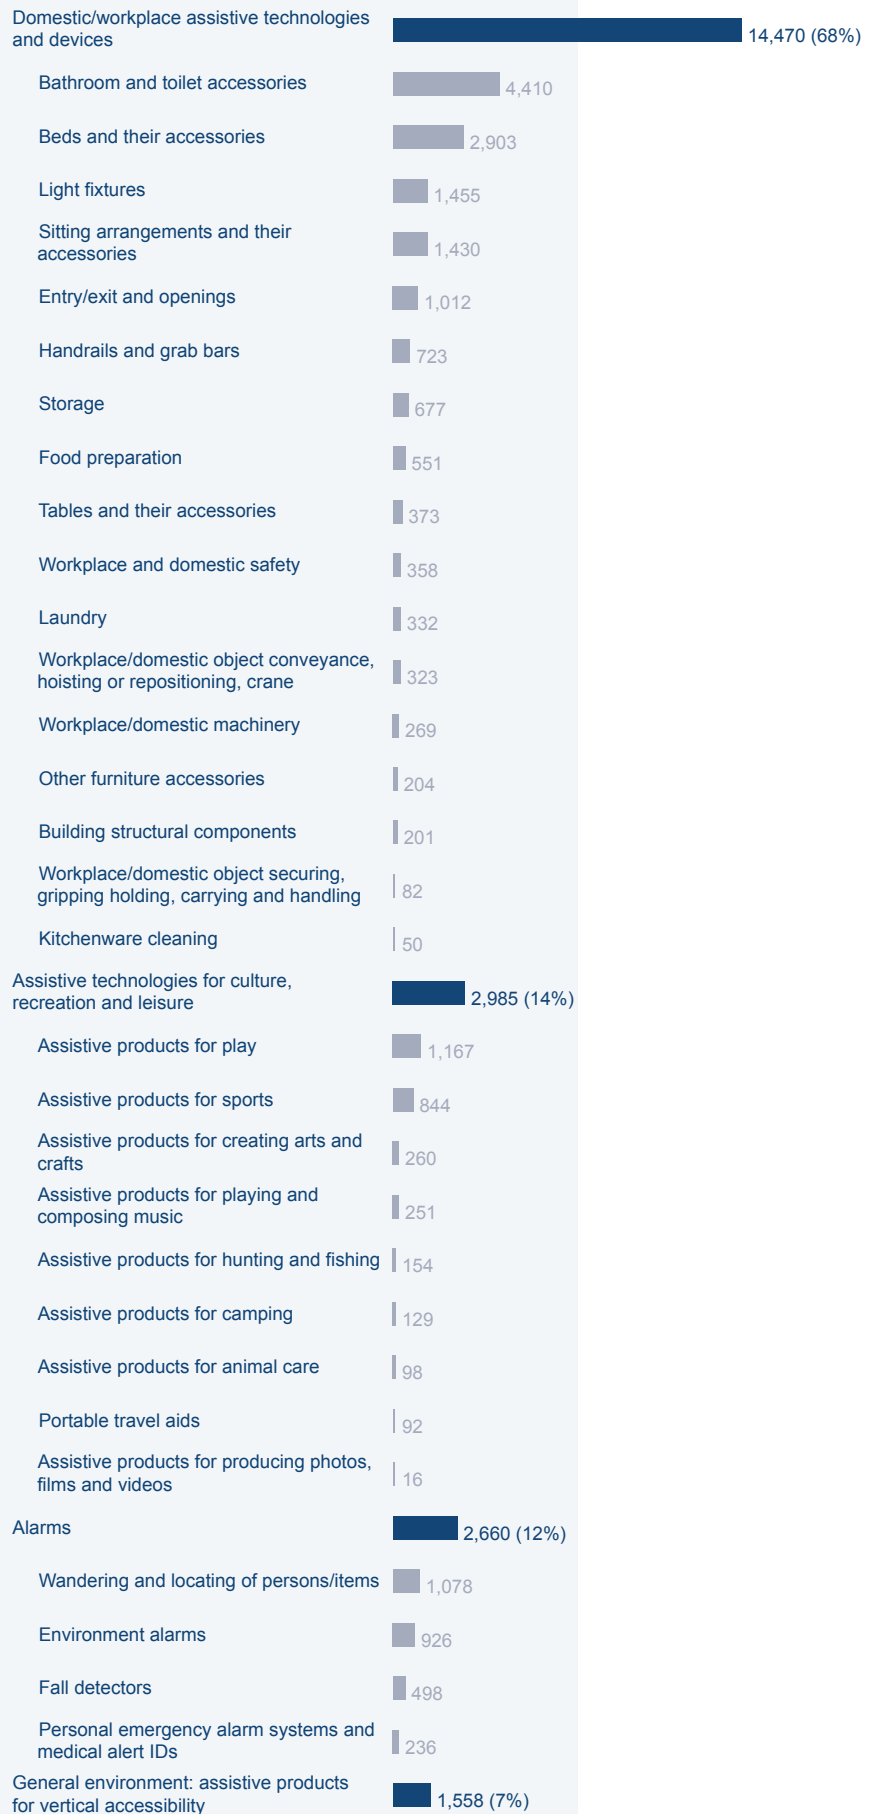 Domestic/workplace assistive technologies
and devices
14,470 (68%)
Bathroom and toilet accessories
4,410
Beds and their accessories
2,903
Light fixtures
1,455
Sitting arrangements and their
accessories
1,430
Entry/exit and openings
1,012
Handrails and grab bars
723
Storage
677
Food preparation
551
Tables and their accessories
373
Workplace and domestic safety
358
Laundry
332
Workplace/domestic object conveyance,
hoisting or repositioning, crane
323
Workplace/domestic machinery
269
Other furniture accessories
204
Building structural components
201
Workplace/domestic object securing,
gripping holding, carrying and handling
82
Kitchenware cleaning
50
Assistive technologies for culture,
recreation and leisure
2,985 (14%)
Assistive products for play
1,167
Assistive products for sports
844
Assistive products for creating arts and
crafts
260
Assistive products for playing and
composing music
251
Assistive products for hunting and fishing
154
Assistive products for camping
129
Assistive products for animal care
98
Portable travel aids
92
Assistive products for producing photos,
films and videos
16
Alarms
2,660 (12%)
Wandering and locating of persons/items
1,078
Environment alarms
926
Fall detectors
498
Personal emergency alarm systems and
medical alert IDs
236
General environment: assistive products
for vertical accessibility
1,558 (7%)